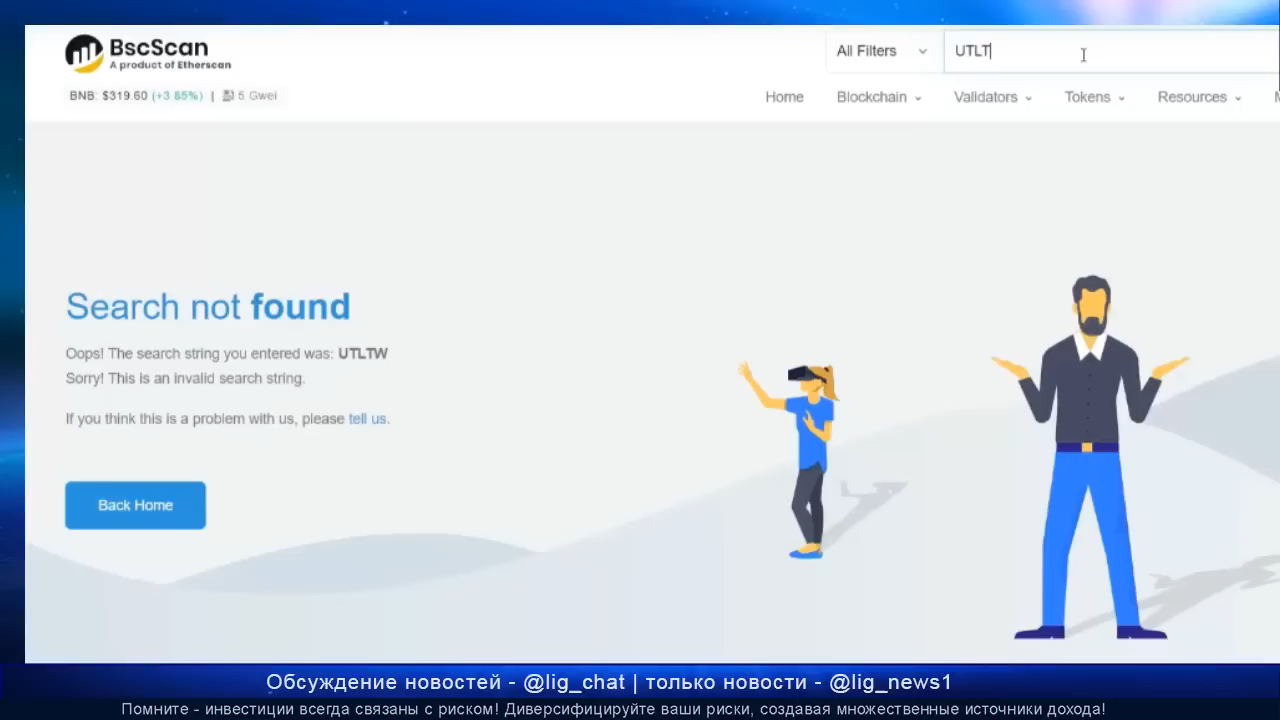 BscScan
A product of Etherscan
All Filters
UTLT
BNB: $319.60 (+3.85%) | 5 Gwei
Home Blockchain Validators Tokens Resources
Search not found
Oops! The search string you entered was: UTLTW
Sorry! This is an invalid search string.
If you think this is a problem with us, please tell us.
Back Home
Обсуждение новостей - @lig_chat | только новости - @lig_news1
Помните - инвестиции всегда связаны с риском! Диверсифицируйте ваши риски, создавая множественные источники дохода!